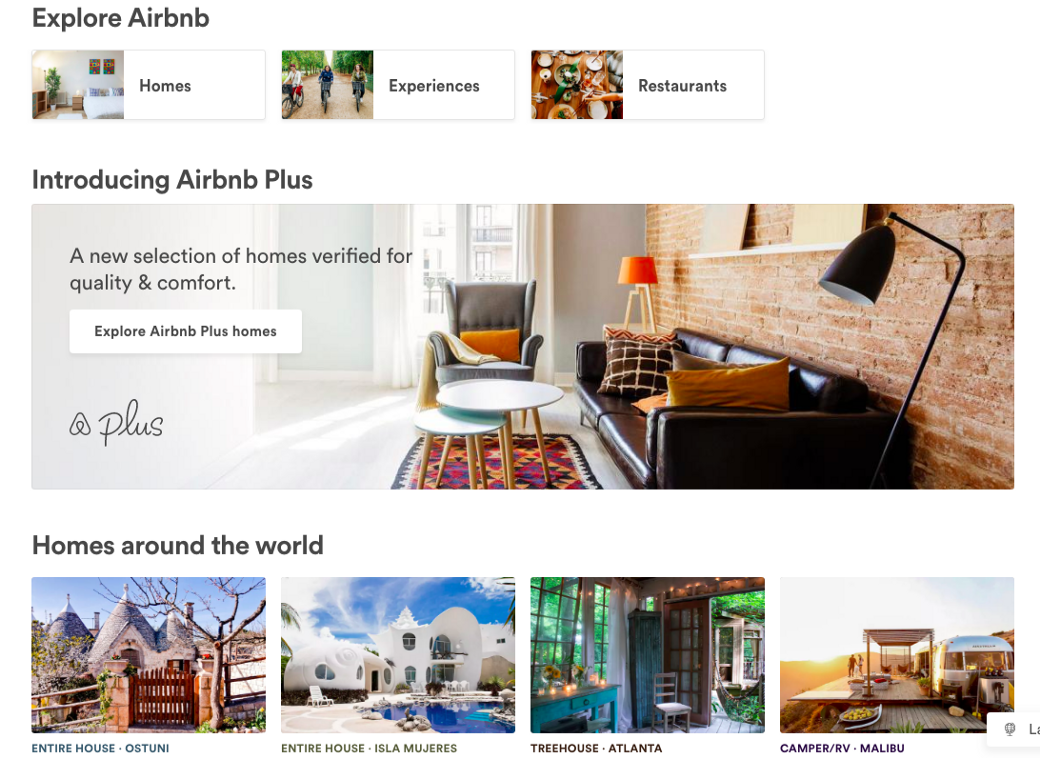 Explore Airbnb
Homes
Experiences
Restaurants
Introducing Airbnb Plus
A new selection of homes verified for
quality & comfort.
Explore Airbnb Plus homes
plus
Homes around the world
ENTIRE HOUSE · OSTUNI
ENTIRE HOUSE · ISLA MUJERES
TREEHOUSE · ATLANTA
CAMPER/RV · MALIBU
La